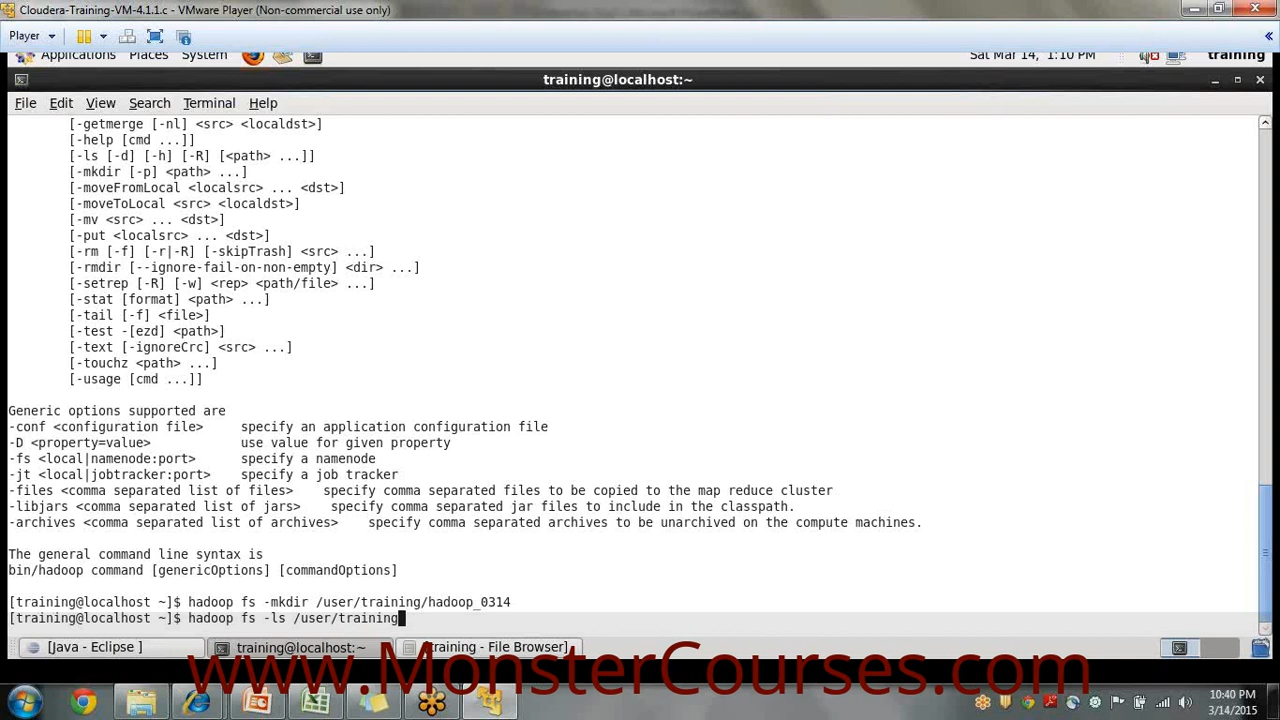 Cloudera-Training-VM-4.1.1.c - VMware Player (Non-commercial use only)
Player
Applications Places System Sat Mar 14, 1:10 PM training
training@localhost:~
File Edit View Search Terminal Help
[-getmerge [-nl] <src> <localdst>]
[-help [cmd ...]]
[-ls [-d] [-h] [-R] [<path> ...]]
[-mkdir [-p] <path> ...]
[-moveFromLocal <localsrc> ... <dst>]
[-moveToLocal <src> <localdst>]
[-mv <src> ... <dst>]
[-put <localsrc> ... <dst>]
[-rm [-f] [-r|-R] [-skipTrash] <src> ...]
[-rmdir [--ignore-fail-on-non-empty] <dir> ...]
[-setrep [-R] [-w] <rep> <path/file> ...]
[-stat [format] <path> ...]
[-tail [-f] <file>]
[-test -[ezd] <path>]
[-text [-ignoreCrc] <src> ...]
[-touchz <path> ...]
[-usage [cmd ...]]
Generic options supported are
-conf <configuration file> specify an application configuration file
-D <property=value> use value for given property
-fs <local|namenode:port> specify a namenode
-jt <local|jobtracker:port> specify a job tracker
-files <comma separated list of files> specify comma separated files to be copied to the map reduce cluster
-libjars <comma separated list of jars> specify comma separated jar files to include in the classpath.
-archives <comma separated list of archives> specify comma separated archives to be unarchived on the compute machines.
The general command line syntax is
bin/hadoop command [genericOptions] [commandOptions]
[training@localhost ~]$ hadoop fs -mkdir /user/training/hadoop_0314
[training@localhost ~]$ hadoop fs -ls /user/training
[Java - Eclipse ] training@localhost:~ [training - File Browser]
www.MonsterCourses.com
10:40 PM
3/14/2015